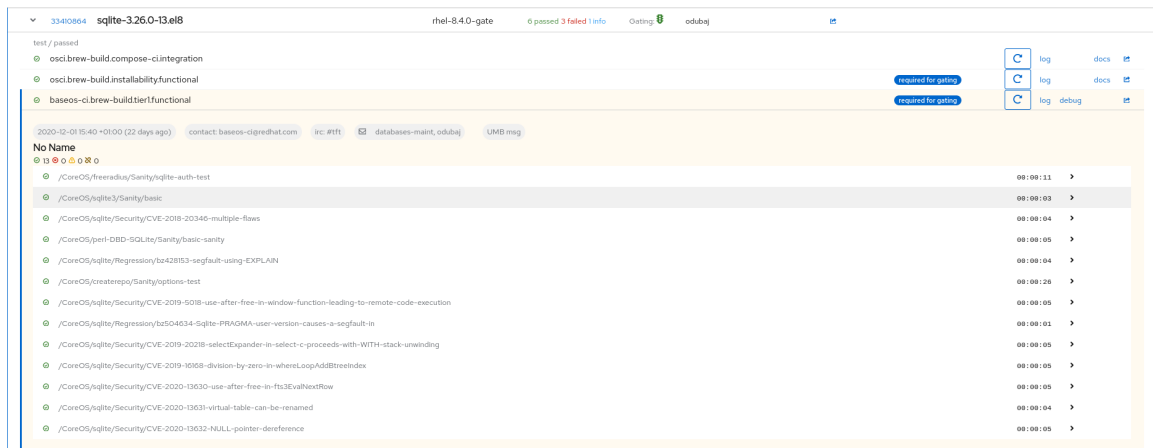 33410864 sqlite-3.26.0-13.el8 rhel-8.4.0-gate 6 passed 3 failed 1 info Gating: odubaj
test / passed
osci.brew-build.compose-ci.integration log docs
osci.brew-build.installability.functional required for gating log docs
baseos-ci.brew-build.tier1.functional required for gating log debug
2020-12-01 15:40 +01:00 (22 days ago) contact: baseos-ci@redhat.com irc: #tft databases-maint, odubaj UMB msg
No Name
13 0 0 0
/CoreOS/freeradius/Sanity/sqlite-auth-test 00:00:11
/CoreOS/sqlite3/Sanity/basic 00:00:03
/CoreOS/sqlite/Security/CVE-2018-20346-multiple-flaws 00:00:04
/CoreOS/perl-DBD-SQLite/Sanity/basic-sanity 00:00:05
/CoreOS/sqlite/Regression/bz428153-segfault-using-EXPLAIN 00:00:04
/CoreOS/createrepo/Sanity/options-test 00:00:26
/CoreOS/sqlite/Security/CVE-2019-5018-use-after-free-in-window-function-leading-to-remote-code-execution 00:00:05
/CoreOS/sqlite/Regression/bz504634-Sqlite-PRAGMA-user-version-causes-a-segfault-in 00:00:01
/CoreOS/sqlite/Security/CVE-2019-20218-selectExpander-in-select-c-proceeds-with-WITH-stack-unwinding 00:00:05
/CoreOS/sqlite/Security/CVE-2019-16168-division-by-zero-in-whereLoopAddBtreeIndex 00:00:05
/CoreOS/sqlite/Security/CVE-2020-13630-use-after-free-in-fts3EvalNextRow 00:00:05
/CoreOS/sqlite/Security/CVE-2020-13631-virtual-table-can-be-renamed 00:00:04
/CoreOS/sqlite/Security/CVE-2020-13632-NULL-pointer-dereference 00:00:05